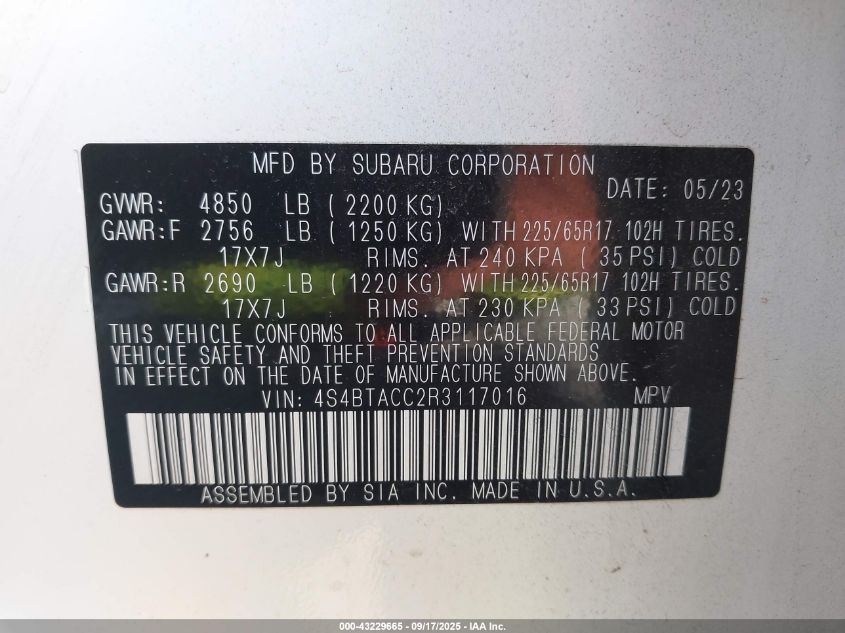 MFD BY SUBARU CORPORATION
DATE: 05/23
GVWR: 4850 LB ( 2200 KG)
GAWR:F 2756 LB ( 1250 KG) WITH 225/65R17 102H TIRES.
17X7J RIMS. AT 240 KPA ( 35 PSI) COLD
GAWR:R 2690 LB ( 1220 KG) WITH 225/65R17 102H TIRES.
17X7J RIMS. AT 230 KPA ( 33 PSI) COLD
THIS VEHICLE CONFORMS TO ALL APPLICABLE FEDERAL MOTOR
VEHICLE SAFETY AND THEFT PREVENTION STANDARDS
IN EFFECT ON THE DATE OF MANUFACTURE SHOWN ABOVE.
VIN: 4S4BTACC2R3117016 MPV
ASSEMBLED BY SIA INC. MADE IN U.S.A.
000-43229665 - 09/17/2025 - IAA Inc.